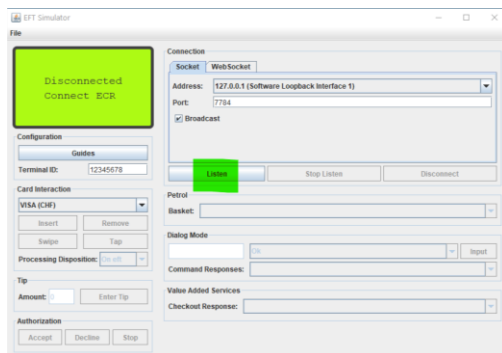 EFT Simulator
File
Disconnected
Connect ECR
Configuration
Guides
Terminal ID: 12345678
Card Interaction
VISA (CHF)
Insert Remove
Swipe Tap
Processing Disposition: On eft
Tip
Amount: 0 Enter Tip
Authorization
Accept Decline Stop
Connection
Socket WebSocket
Address: 127.0.0.1 (Software Loopback Interface 1)
Port: 7784
Broadcast
Listen Stop Listen Disconnect
Petrol
Basket:
Dialog Mode
Ok Input
Command Responses:
Value Added Services
Checkout Response: